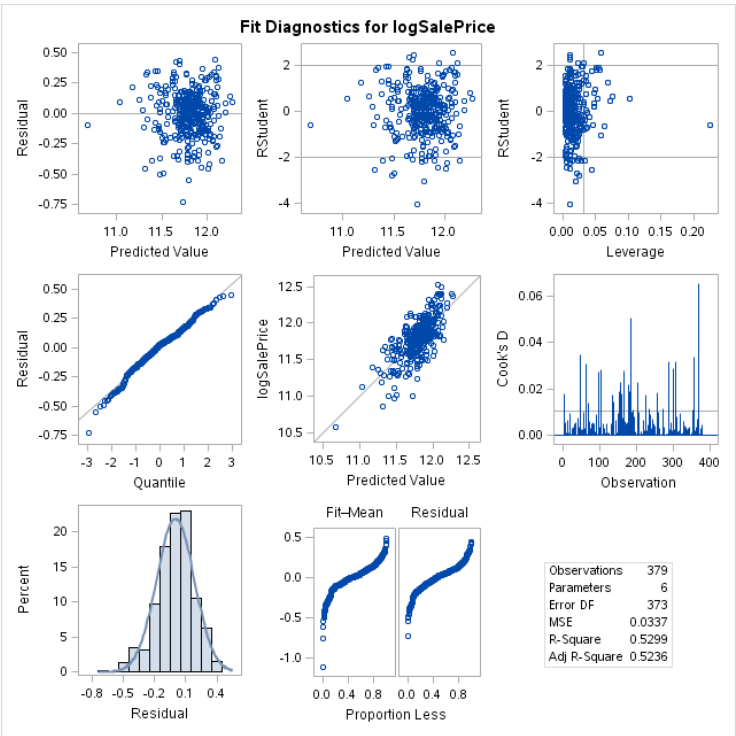 Fit Diagnostics for logSalePrice
0.50
0.25
0.00
-0.25
-0.50
-0.75
Residual
11.0 11.5 12.0
Predicted Value
2
0
-2
-4
RStudent
11.0 11.5 12.0
Predicted Value
2
0
-2
-4
RStudent
0.00 0.05 0.10 0.15 0.20
Leverage
0.50
0.25
0.00
-0.25
-0.50
-0.75
Residual
-3 -2 -1 0 1 2 3
Quantile
12.5
12.0
11.5
11.0
10.5
logSalePrice
10.5 11.0 11.5 12.0 12.5
Predicted Value
0.06
0.04
0.02
0.00
Cook's D
0 100 200 300 400
Observation
20
15
10
5
0
Percent
-0.8 -0.5 -0.2 0.1 0.4
Residual
Fit–Mean Residual
0.5
0.0
-0.5
-1.0
0.0 0.4 0.8 0.0 0.4 0.8
Proportion Less
Observations 379
Parameters 6
Error DF 373
MSE 0.0337
R-Square 0.5299
Adj R-Square 0.5236